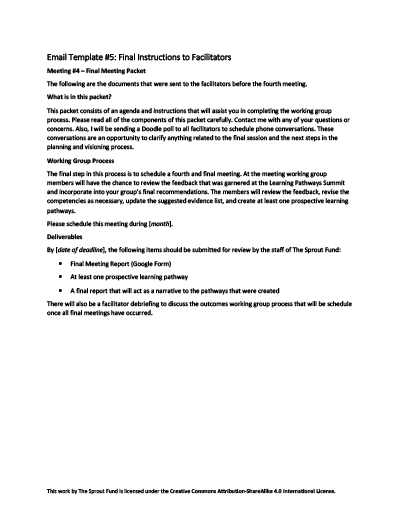 Email Template #5: Final Instructions to Facilitators
Meeting #4 – Final Meeting Packet
The following are the documents that were sent to the facilitators before the fourth meeting.
What is in this packet?
This packet consists of an agenda and instructions that will assist you in completing the working group
process. Please read all of the components of this packet carefully. Contact me with any of your questions or
concerns. Also, I will be sending a Doodle poll to all facilitators to schedule phone conversations. These
conversations are an opportunity to clarify anything related to the final session and the next steps in the
planning and visioning process.
Working Group Process
The final step in this process is to schedule a fourth and final meeting. At the meeting working group
members will have the chance to review the feedback that was garnered at the Learning Pathways Summit
and incorporate into your group's final recommendations. The members will review the feedback, revise the
competencies as necessary, update the suggested evidence list, and create at least one prospective learning
pathways.
Please schedule this meeting during [month].
Deliverables
By [date of deadline], the following items should be submitted for review by the staff of The Sprout Fund:
• Final Meeting Report (Google Form)
• At least one prospective learning pathway
• A final report that will act as a narrative to the pathways that were created
There will also be a facilitator debriefing to discuss the outcomes working group process that will be schedule
once all final meetings have occurred.
This work by The Sprout Fund is licensed under the Creative Commons Attribution-ShareAlike 4.0 International License.